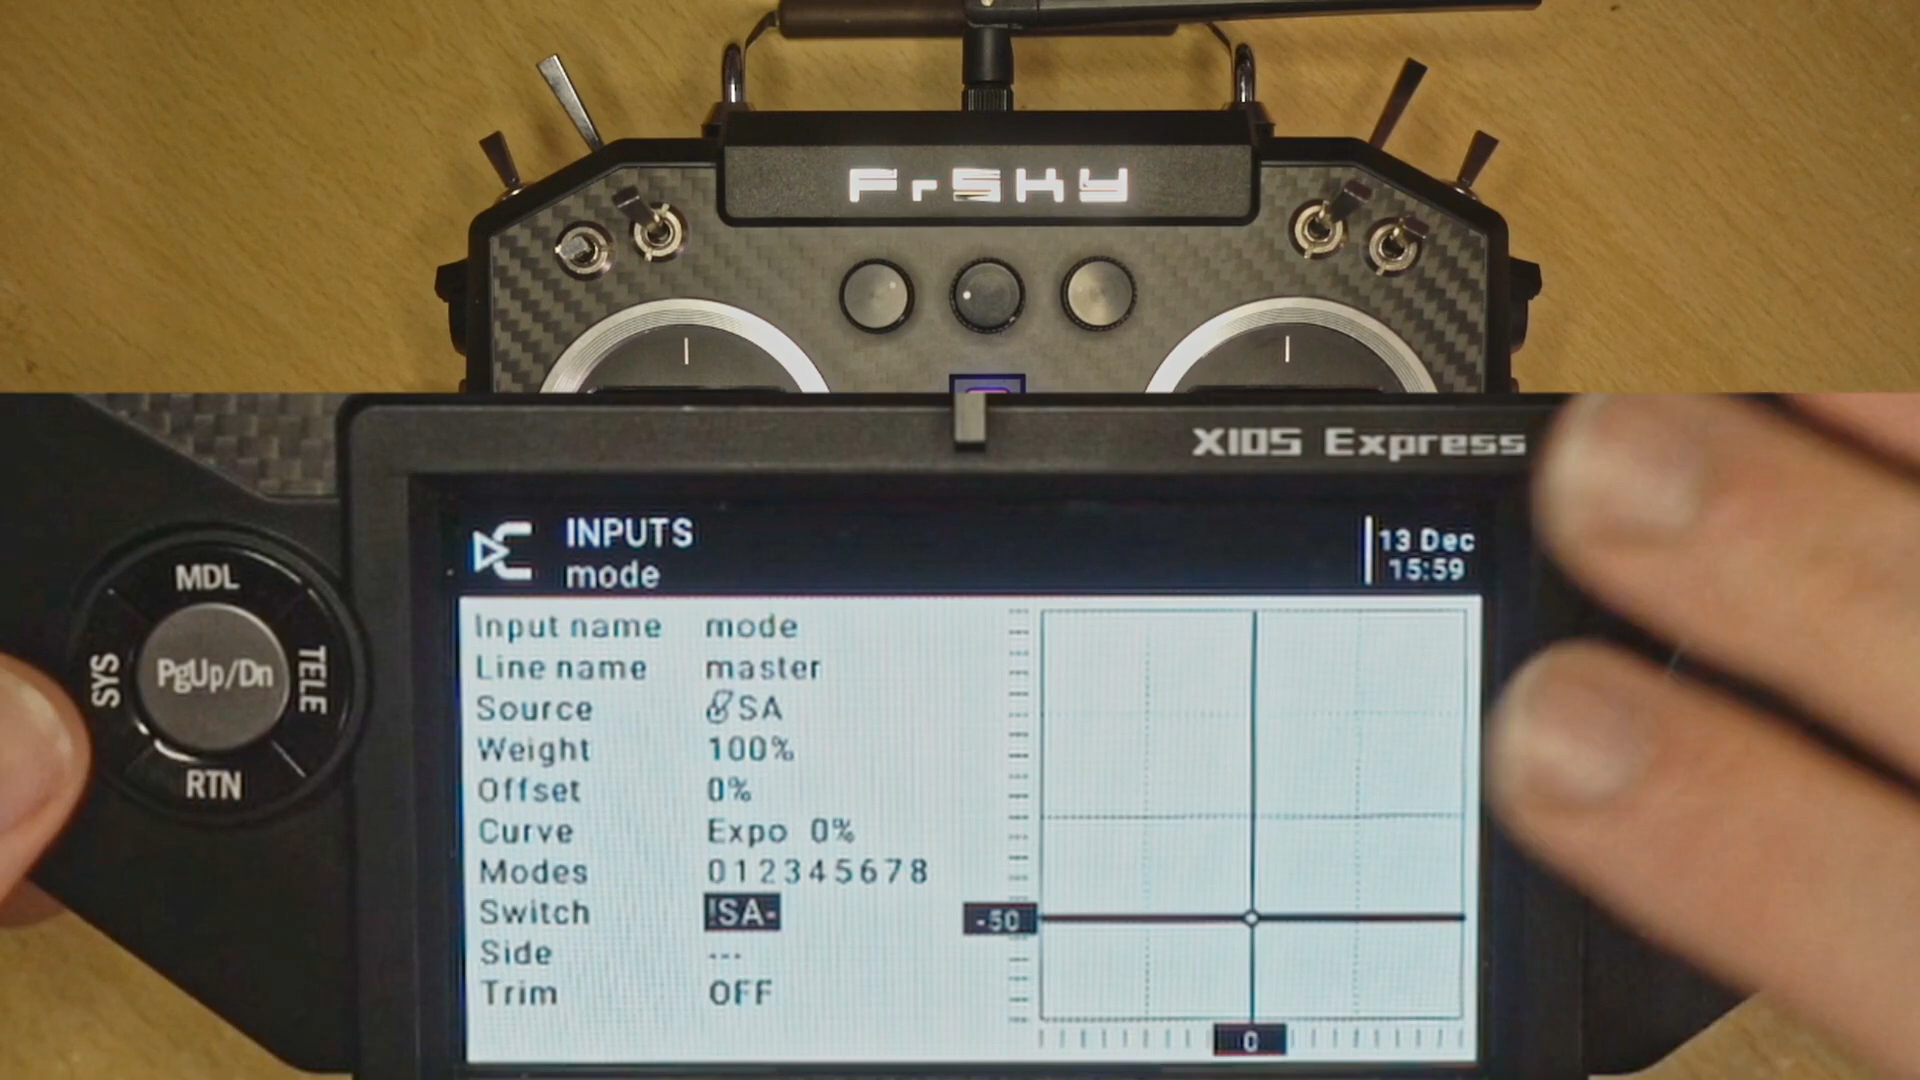 FrSKY
X10S Express
INPUTS
mode
13 Dec
15:59
MDL
SYS
PgUp/Dn
TELE
RTN
Input name mode
Line name master
Source SA
Weight 100%
Offset 0%
Curve Expo 0%
Modes 012345678
Switch !SA-
Side ---
Trim OFF
-50
0